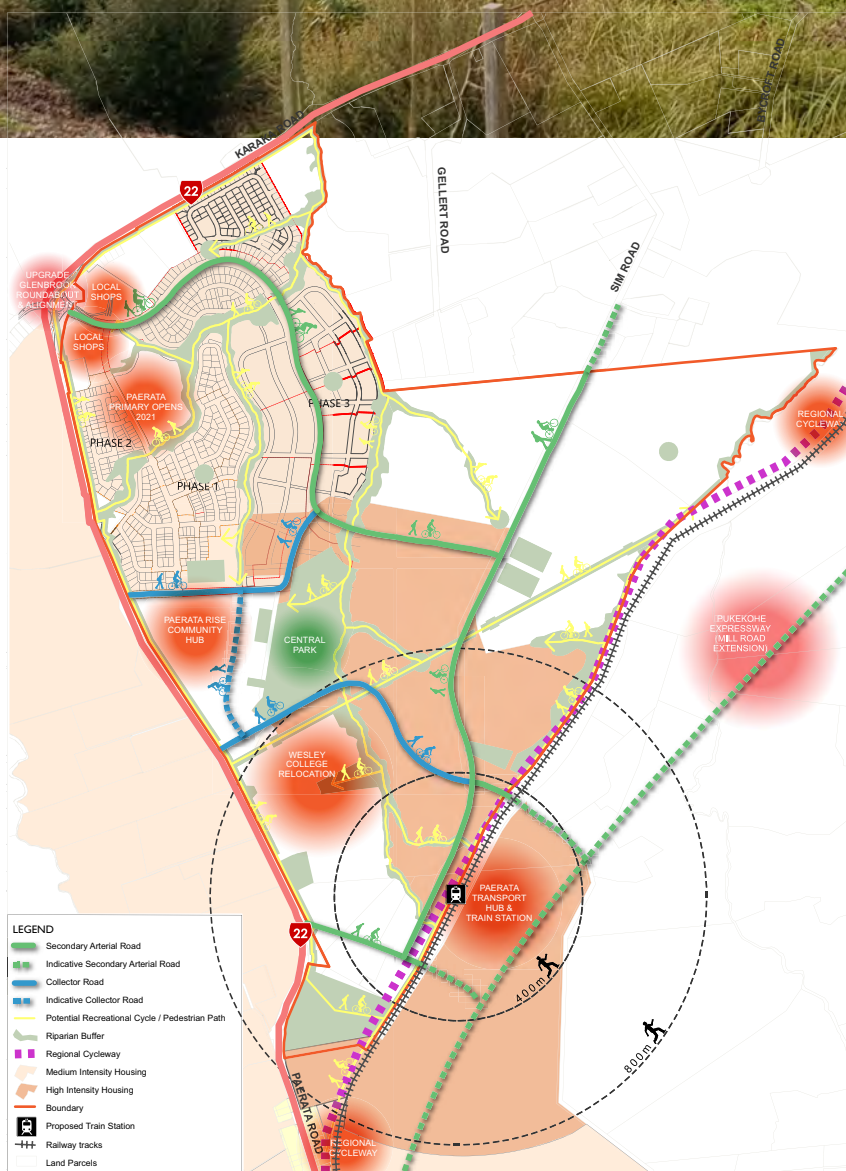 KARAKA ROAD
22
GELLERT ROAD
SIM ROAD
UPGRADE
GLENBROOK
ROUNDABOUT
& ALIGNMENT
LOCAL
SHOPS
LOCAL
SHOPS
PAERATA
PRIMARY OPENS
2021
PHASE 3
PHASE 2
PHASE 1
REGIONAL
CYCLEWAY
PAERATA RISE
COMMUNITY
HUB
CENTRAL
PARK
PUKEKOHE
EXPRESSWAY
(MILL ROAD
EXTENSION)
WESLEY
COLLEGE
RELOCATION
PAERATA
TRANSPORT
HUB &
TRAIN STATION
22
400m
800m
PAERATA ROAD
REGIONAL
CYCLEWAY
LEGEND
Secondary Arterial Road
Indicative Secondary Arterial Road
Collector Road
Indicative Collector Road
Potential Recreational Cycle / Pedestrian Path
Riparian Buffer
Regional Cycleway
Medium Intensity Housing
High Intensity Housing
Boundary
Proposed Train Station
Railway tracks
Land Parcels